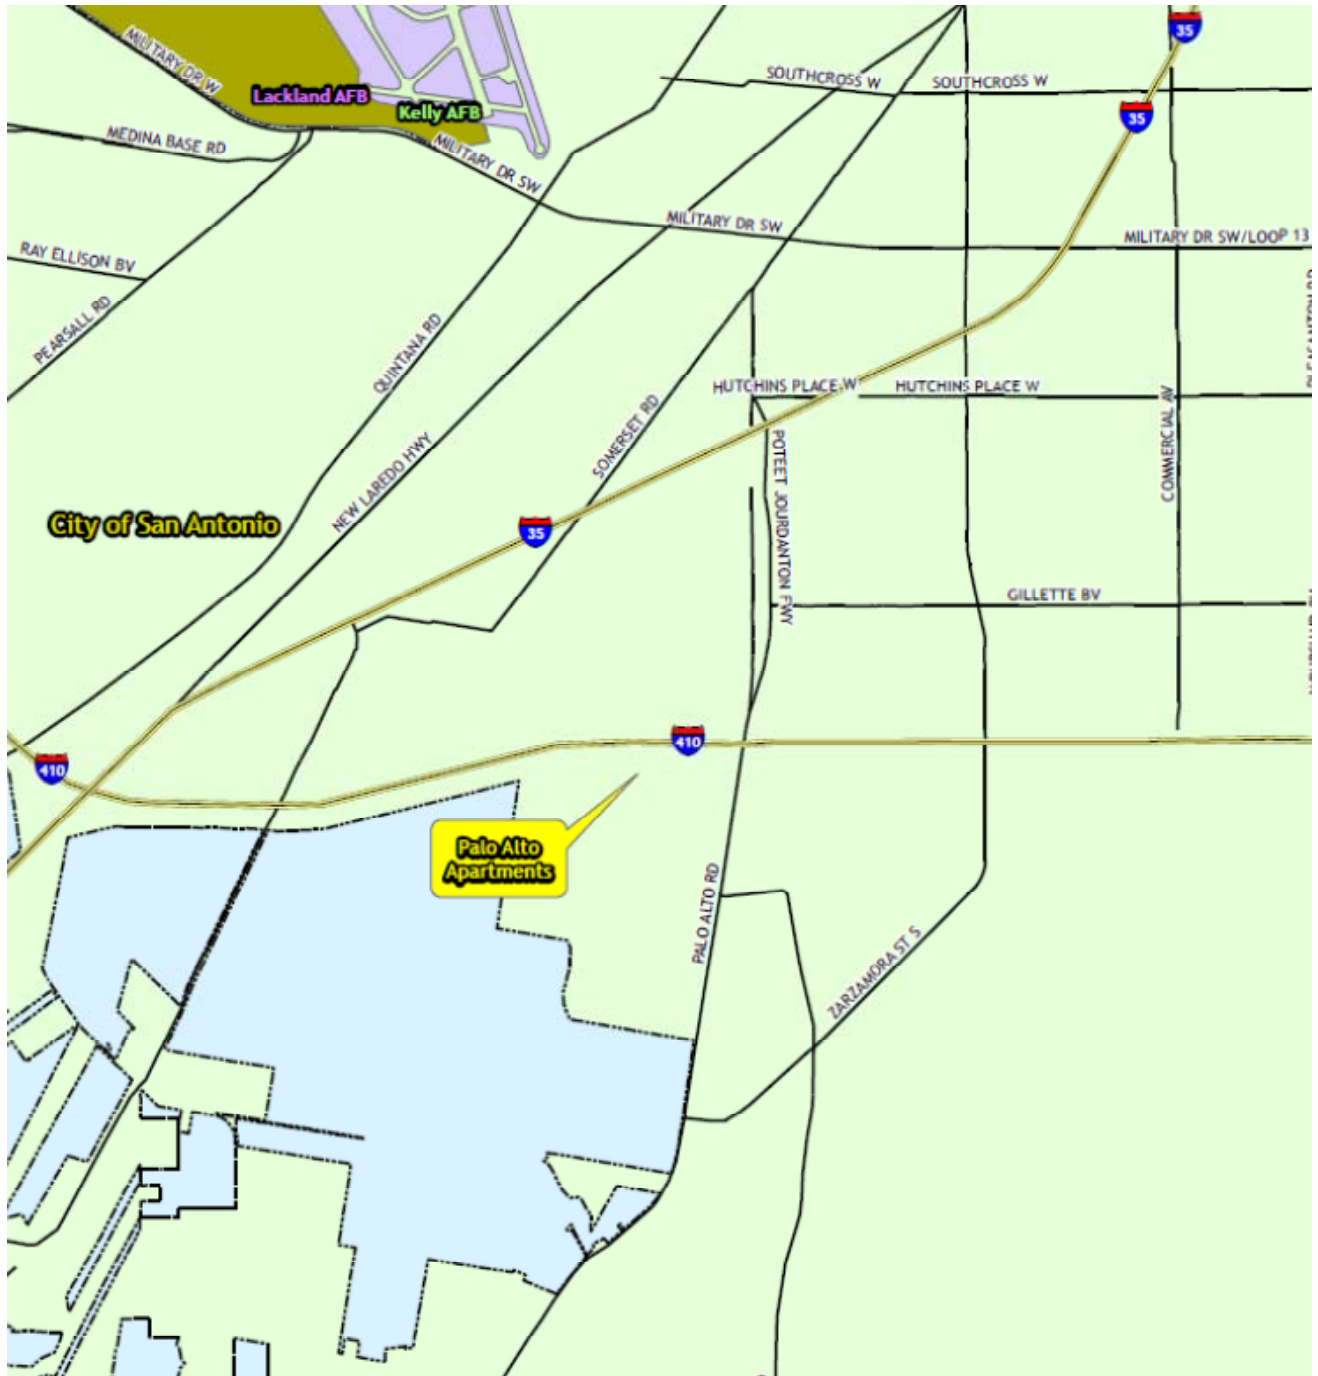 35
MILITARY DR W
SOUTHCROSS W
SOUTHCROSS W
Lackland AFB
Kelly AFB
35
MEDINA BASE RD
MILITARY DR SW
MILITARY DR SW
MILITARY DR SW/LOOP 13
RAY ELLISON BV
PEARSALL RD
QUINTANA RD
HUTCHINS PLACE W
HUTCHINS PLACE W
SOMERSET RD
COMMERCIAL AV
NEW LAREDO HWY
POTEET JOURDANTON FWY
City of San Antonio
35
GILLETTE BV
410
410
Palo Alto
Apartments
PALO ALTO RD
ZARZAMORA ST S